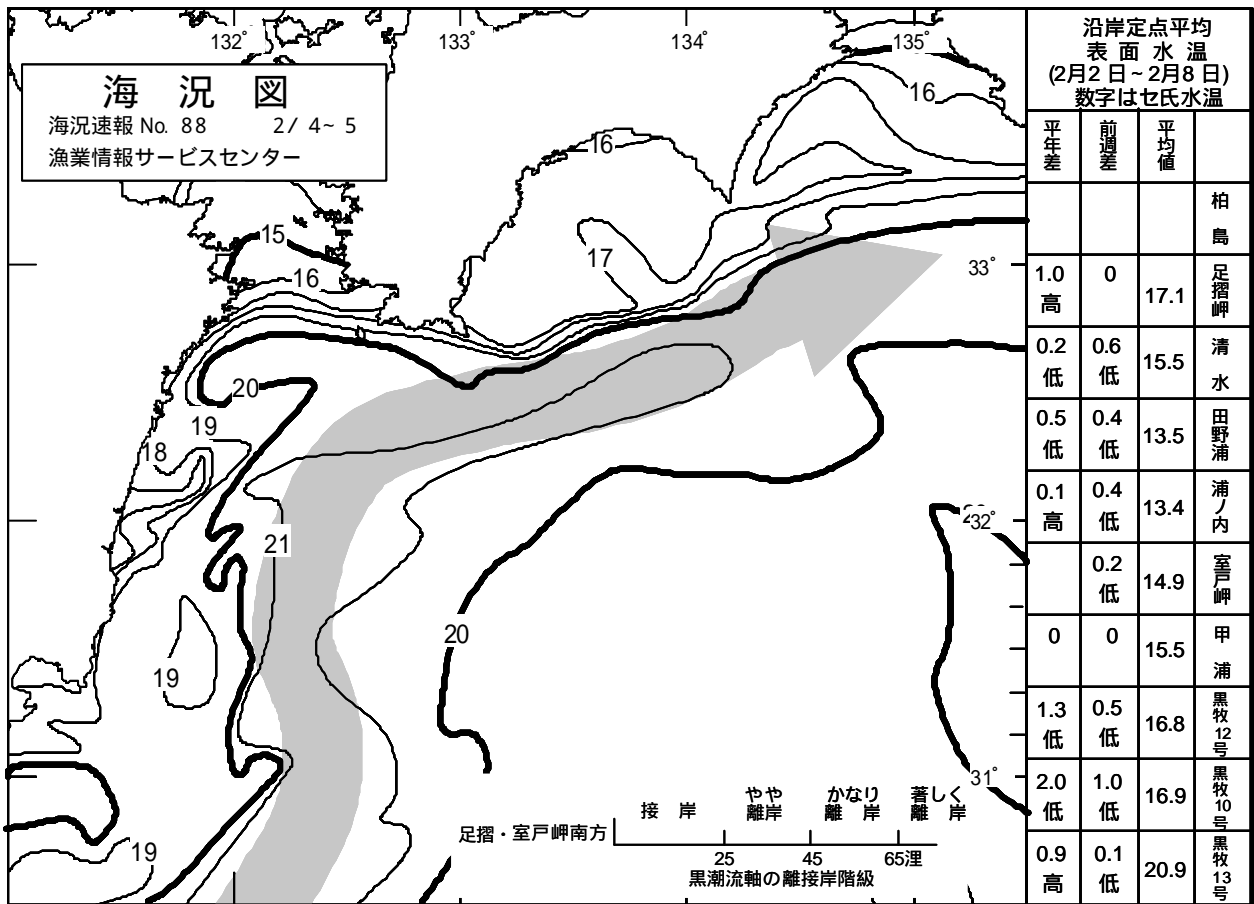 132°
133°
134°
135°
海 況 図
海況速報 No. 88 2/ 4~ 5
漁業情報サービスセンター
16
16
15
17
16
33°
20
19
18
21
32°
20
19
31°
19
接 岸
やや
離岸
かなり
離 岸
著しく
離 岸
足摺・室戸岬南方
25
45
65浬
黒潮流軸の離接岸階級
沿岸定点平均
表 面 水 温
(2月2 日~2月8 日)
数字はセ氏水温
平年差 前週差 平均値
柏島
1.0高 0 17.1 足摺岬
0.2低 0.6低 15.5 清水
0.5低 0.4低 13.5 田野浦
0.1高 0.4低 13.4 浦ノ内
0.2低 14.9 室戸岬
0 0 15.5 甲浦
1.3低 0.5低 16.8 黒牧12号
2.0低 1.0低 16.9 黒牧10号
0.9高 0.1低 20.9 黒牧13号